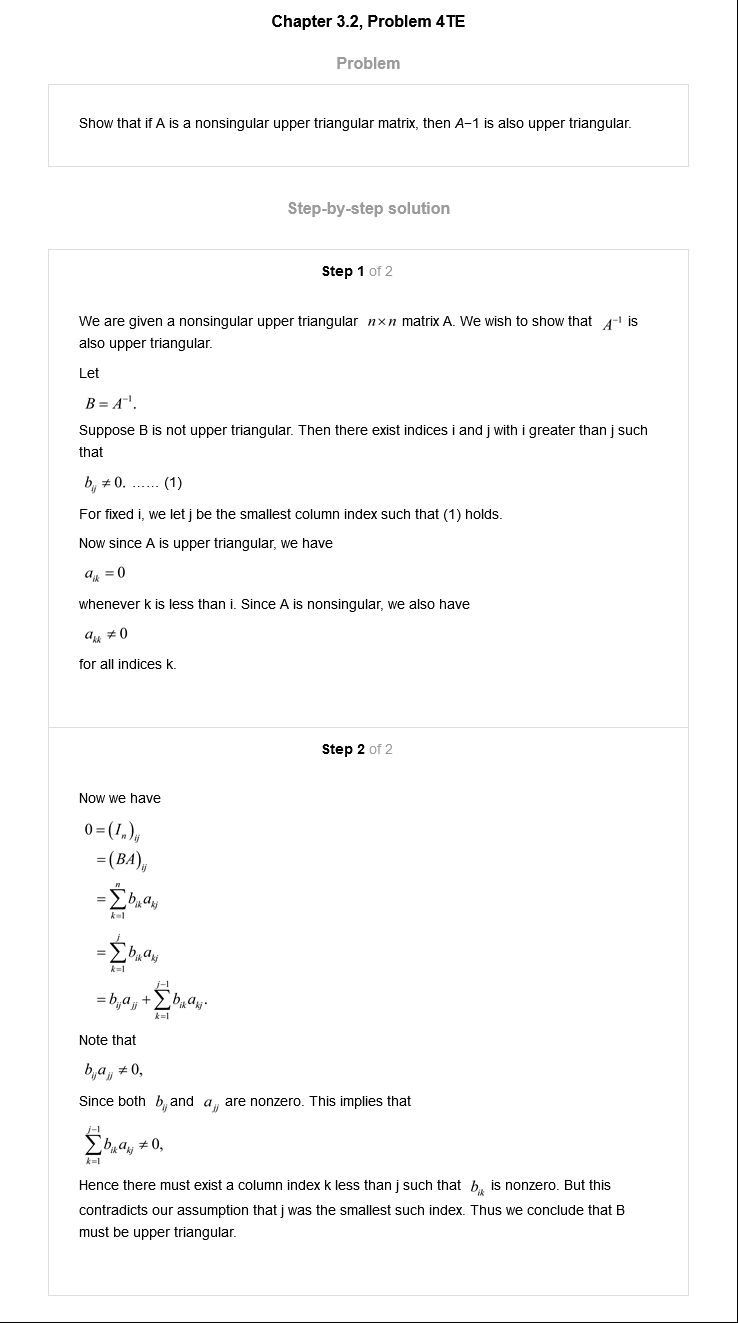 Chapter 3.2, Problem 4TE
Problem
Show that if A is a nonsingular upper triangular matrix, then A−1 is also upper triangular.
Step-by-step solution
Step 1 of 2
We are given a nonsingular upper triangular n×n matrix A. We wish to show that A⁻¹ is
also upper triangular.
Let
B = A⁻¹.
Suppose B is not upper triangular. Then there exist indices i and j with i greater than j such
that
b_{ij} ≠ 0. …… (1)
For fixed i, we let j be the smallest column index such that (1) holds.
Now since A is upper triangular, we have
a_{ik} = 0
whenever k is less than i. Since A is nonsingular, we also have
a_{kk} ≠ 0
for all indices k.
Step 2 of 2
Now we have
0 = (I_n)_{ij}
= (BA)_{ij}
= ∑_{k=1}^{n} b_{ik}a_{kj}
= ∑_{k=1}^{j} b_{ik}a_{kj}
= b_{ij}a_{jj} + ∑_{k=1}^{j−1} b_{ik}a_{kj}.
Note that
b_{ij}a_{jj} ≠ 0,
Since both b_{ij} and a_{jj} are nonzero. This implies that
∑_{k=1}^{j−1} b_{ik}a_{kj} ≠ 0,
Hence there must exist a column index k less than j such that b_{ik} is nonzero. But this
contradicts our assumption that j was the smallest such index. Thus we conclude that B
must be upper triangular.